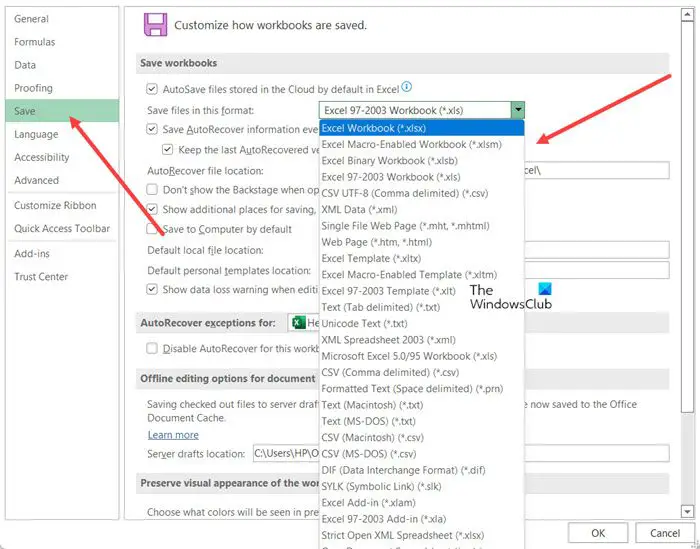 General
Formulas
Data
Proofing
Save
Language
Accessibility
Advanced
Customize Ribbon
Quick Access Toolbar
Add-ins
Trust Center
Customize how workbooks are saved.
Save workbooks
AutoSave files stored in the Cloud by default in Excel
Save files in this format: Excel 97-2003 Workbook (*.xls)
Save AutoRecover information eve
Keep the last AutoRecovered ve
AutoRecover file location: cel\
Don't show the Backstage when op
Show additional places for saving,
Save to Computer by default
Default local file location:
Default personal templates location:
Show data loss warning when editi
Excel Workbook (*.xlsx)
Excel Macro-Enabled Workbook (*.xlsm)
Excel Binary Workbook (*.xlsb)
Excel 97-2003 Workbook (*.xls)
CSV UTF-8 (Comma delimited) (*.csv)
XML Data (*.xml)
Single File Web Page (*.mht, *.mhtml)
Web Page (*.htm, *.html)
Excel Template (*.xltx)
Excel Macro-Enabled Template (*.xltm)
Excel 97-2003 Template (*.xlt)
Text (Tab delimited) (*.txt)
Unicode Text (*.txt)
XML Spreadsheet 2003 (*.xml)
Microsoft Excel 5.0/95 Workbook (*.xls)
CSV (Comma delimited) (*.csv)
Formatted Text (Space delimited) (*.prn)
Text (Macintosh) (*.txt)
Text (MS-DOS) (*.txt)
CSV (Macintosh) (*.csv)
CSV (MS-DOS) (*.csv)
DIF (Data Interchange Format) (*.dif)
SYLK (Symbolic Link) (*.slk)
Excel Add-in (*.xlam)
Excel 97-2003 Add-in (*.xla)
Strict Open XML Spreadsheet (*.xlsx)
The
WindowsClub
AutoRecover exceptions for: He
Disable AutoRecover for this workb
Offline editing options for document
Saving checked out files to server draft e now saved to the Office
Document Cache.
Learn more
Server drafts location: C:\Users\HP\O
Preserve visual appearance of the wor
Choose what colors will be seen in pre
OK
Cancel